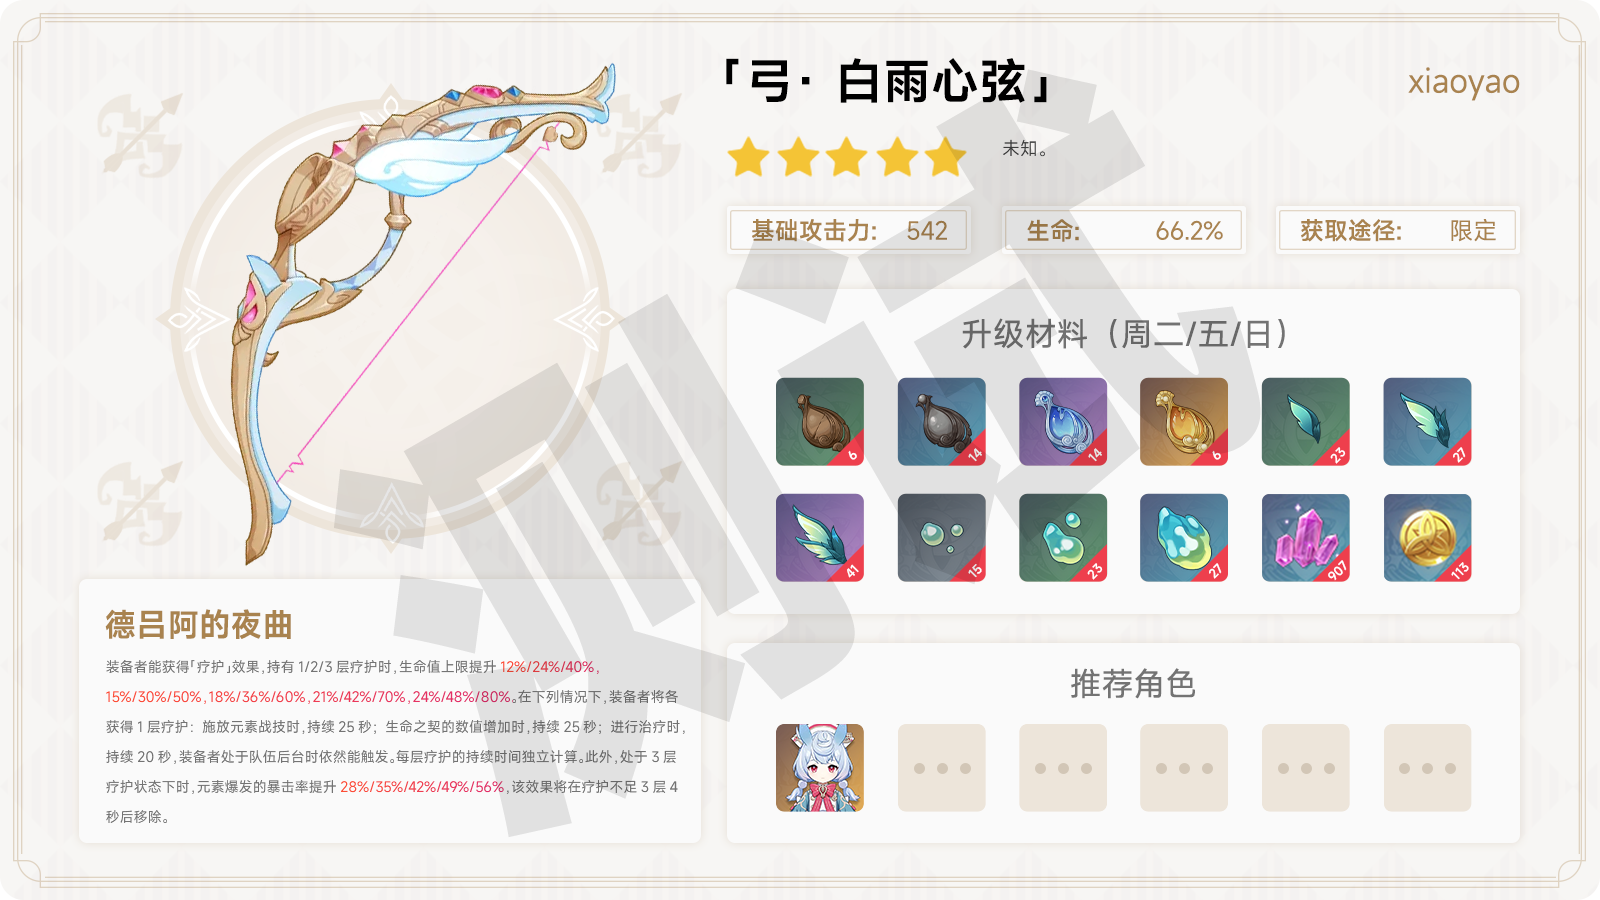 「弓· 白雨心弦」
xiaoyao
未知。
基础攻击力: 542
生命: 66.2%
获取途径: 限定
升级材料（周二/五/日）
6
14
14
6
23
27
41
15
23
27
907
113
德吕阿的夜曲
装备者能获得「疗护」效果,持有 1/2/3 层疗护时,生命值上限提升 12%/24%/40%,
15%/30%/50%,18%/36%/60%,21%/42%/70%,24%/48%/80%。在下列情况下,装备者将各
获得 1 层疗护：施放元素战技时,持续 25 秒；生命之契的数值增加时,持续 25 秒；进行治疗时,
持续 20 秒,装备者处于队伍后台时依然能触发。每层疗护的持续时间独立计算。此外,处于 3 层
疗护状态下时,元素爆发的暴击率提升 28%/35%/42%/49%/56%,该效果将在疗护不足 3 层 4
秒后移除。
推荐角色
测试